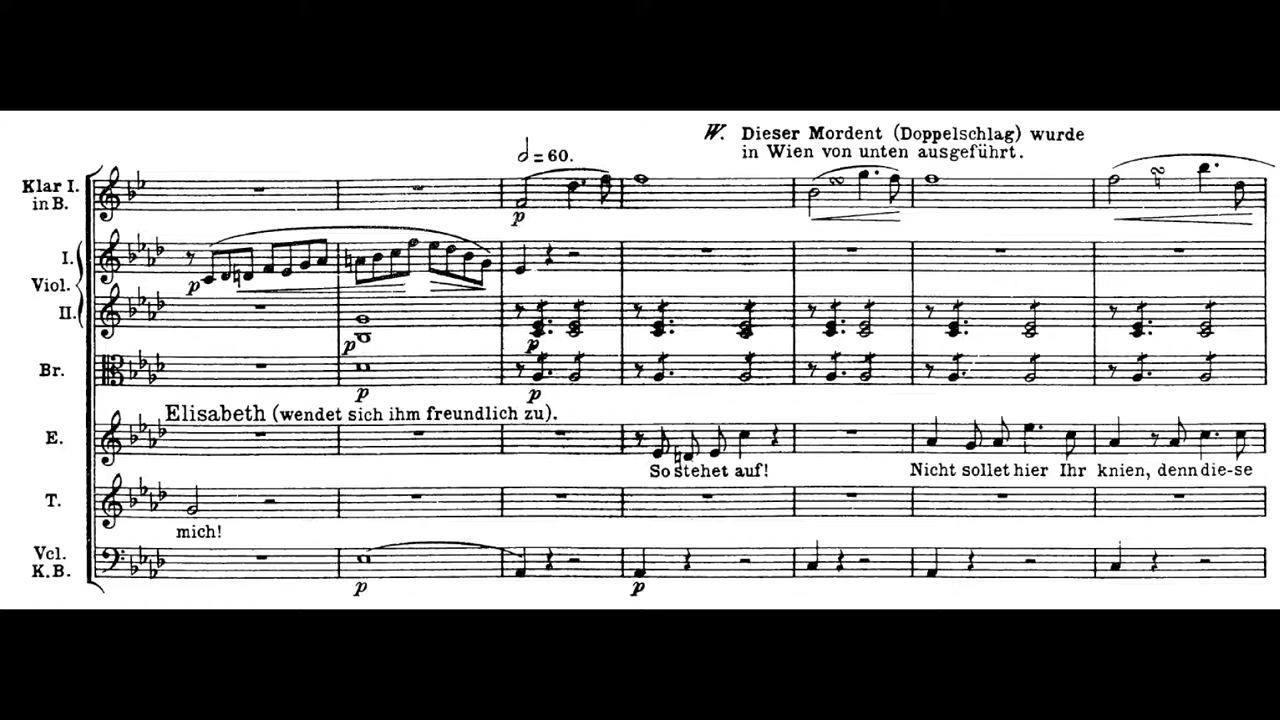 W. Dieser Mordent (Doppelschlag) wurde
in Wien von unten ausgeführt.
= 60.
Klar I.
in B.
p
I.
Viol.
p
II.
p
p
Br.
p
p
Elisabeth (wendet sich ihm freundlich zu).
E.
So stehet auf! Nicht sollet hier Ihr knien, denn die-se
T.
mich!
Vcl.
K.B.
p
p